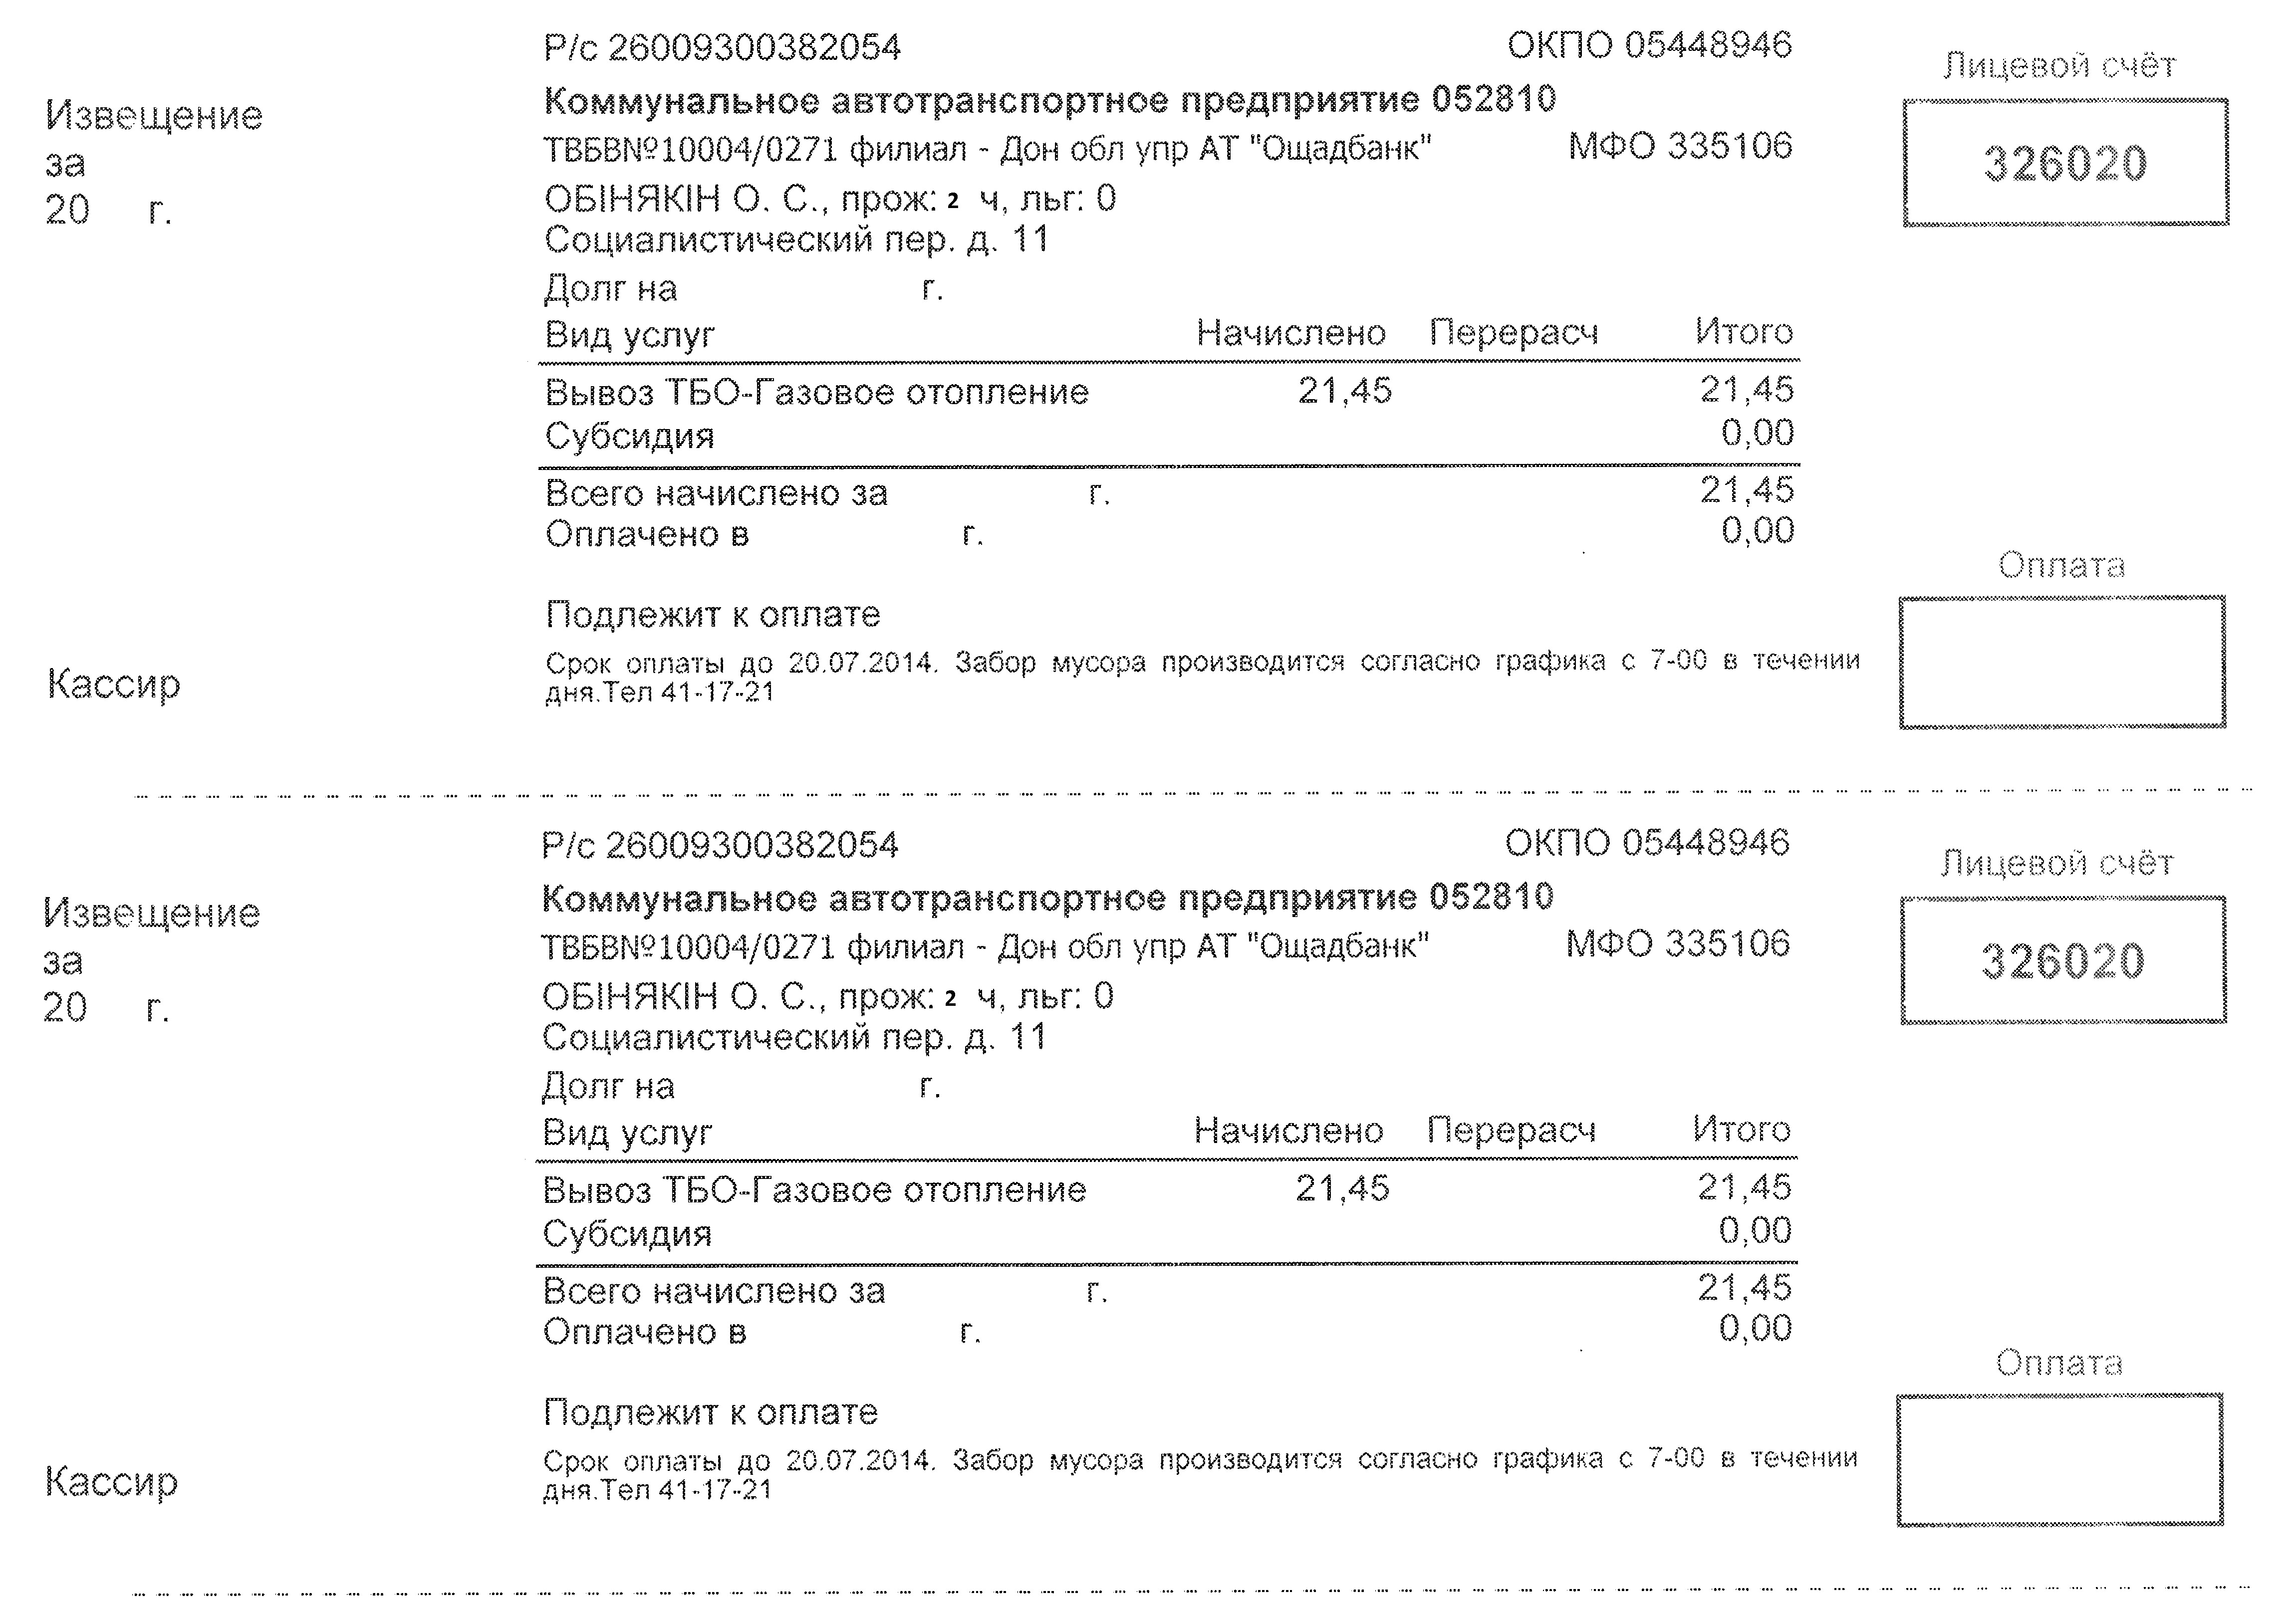 Р/с 26009300382054 ОКПО 05448946
Лицевой счёт
Извещение
за
20 г.
Коммунальное автотранспортное предприятие 052810
ТВБВ№10004/0271 филиал - Дон обл упр АТ "Ощадбанк" МФО 335106
326020
ОБІНЯКІН О. С., прож: 2 ч, льг: 0
Социалистический пер. д. 11
Долг на г.
Вид услуг Начислено Перерасч Итого
Вывоз ТБО-Газовое отопление 21,45 21,45
Субсидия 0,00
Всего начислено за г. 21,45
Оплачено в г. 0,00
Оплата
Подлежит к оплате
Срок оплаты до 20.07.2014. Забор мусора производится согласно графика с 7-00 в течении
дня.Тел 41-17-21
Кассир
Р/с 26009300382054 ОКПО 05448946
Лицевой счёт
Извещение
за
20 г.
Коммунальное автотранспортное предприятие 052810
ТВБВ№10004/0271 филиал - Дон обл упр АТ "Ощадбанк" МФО 335106
326020
ОБІНЯКІН О. С., прож: 2 ч, льг: 0
Социалистический пер. д. 11
Долг на г.
Вид услуг Начислено Перерасч Итого
Вывоз ТБО-Газовое отопление 21,45 21,45
Субсидия 0,00
Всего начислено за г. 21,45
Оплачено в г. 0,00
Оплата
Подлежит к оплате
Срок оплаты до 20.07.2014. Забор мусора производится согласно графика с 7-00 в течении
дня.Тел 41-17-21
Кассир